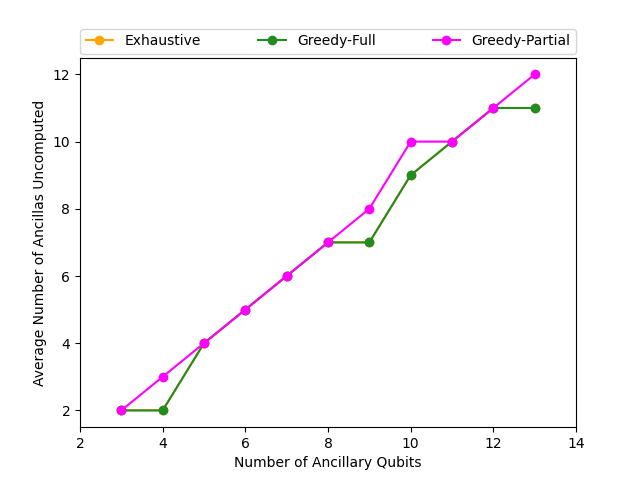 Exhaustive Greedy-Full Greedy-Partial
12
10
8
6
4
2
Average Number of Ancillas Uncomputed
2 4 6 8 10 12 14
Number of Ancillary Qubits